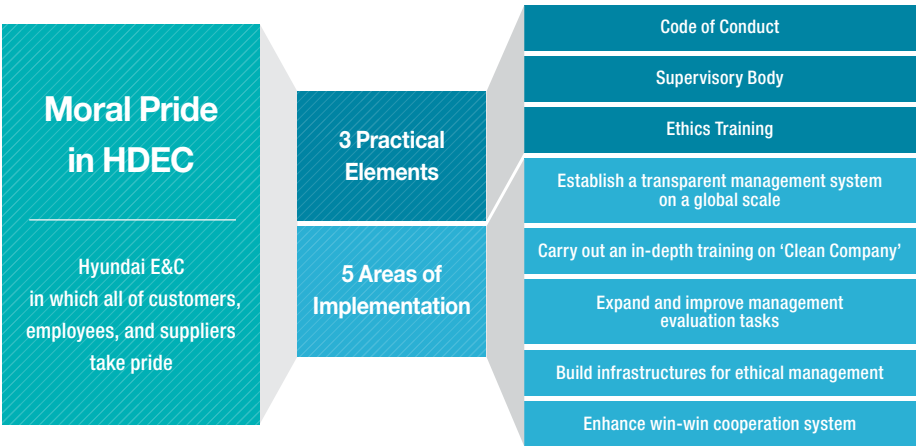 Moral Pride
in HDEC
Hyundai E&C
in which all of customers,
employees, and suppliers
take pride
3 Practical
Elements
5 Areas of
Implementation
Code of Conduct
Supervisory Body
Ethics Training
Establish a transparent management system
on a global scale
Carry out an in-depth training on ‘Clean Company’
Expand and improve management
evaluation tasks
Build infrastructures for ethical management
Enhance win-win cooperation system